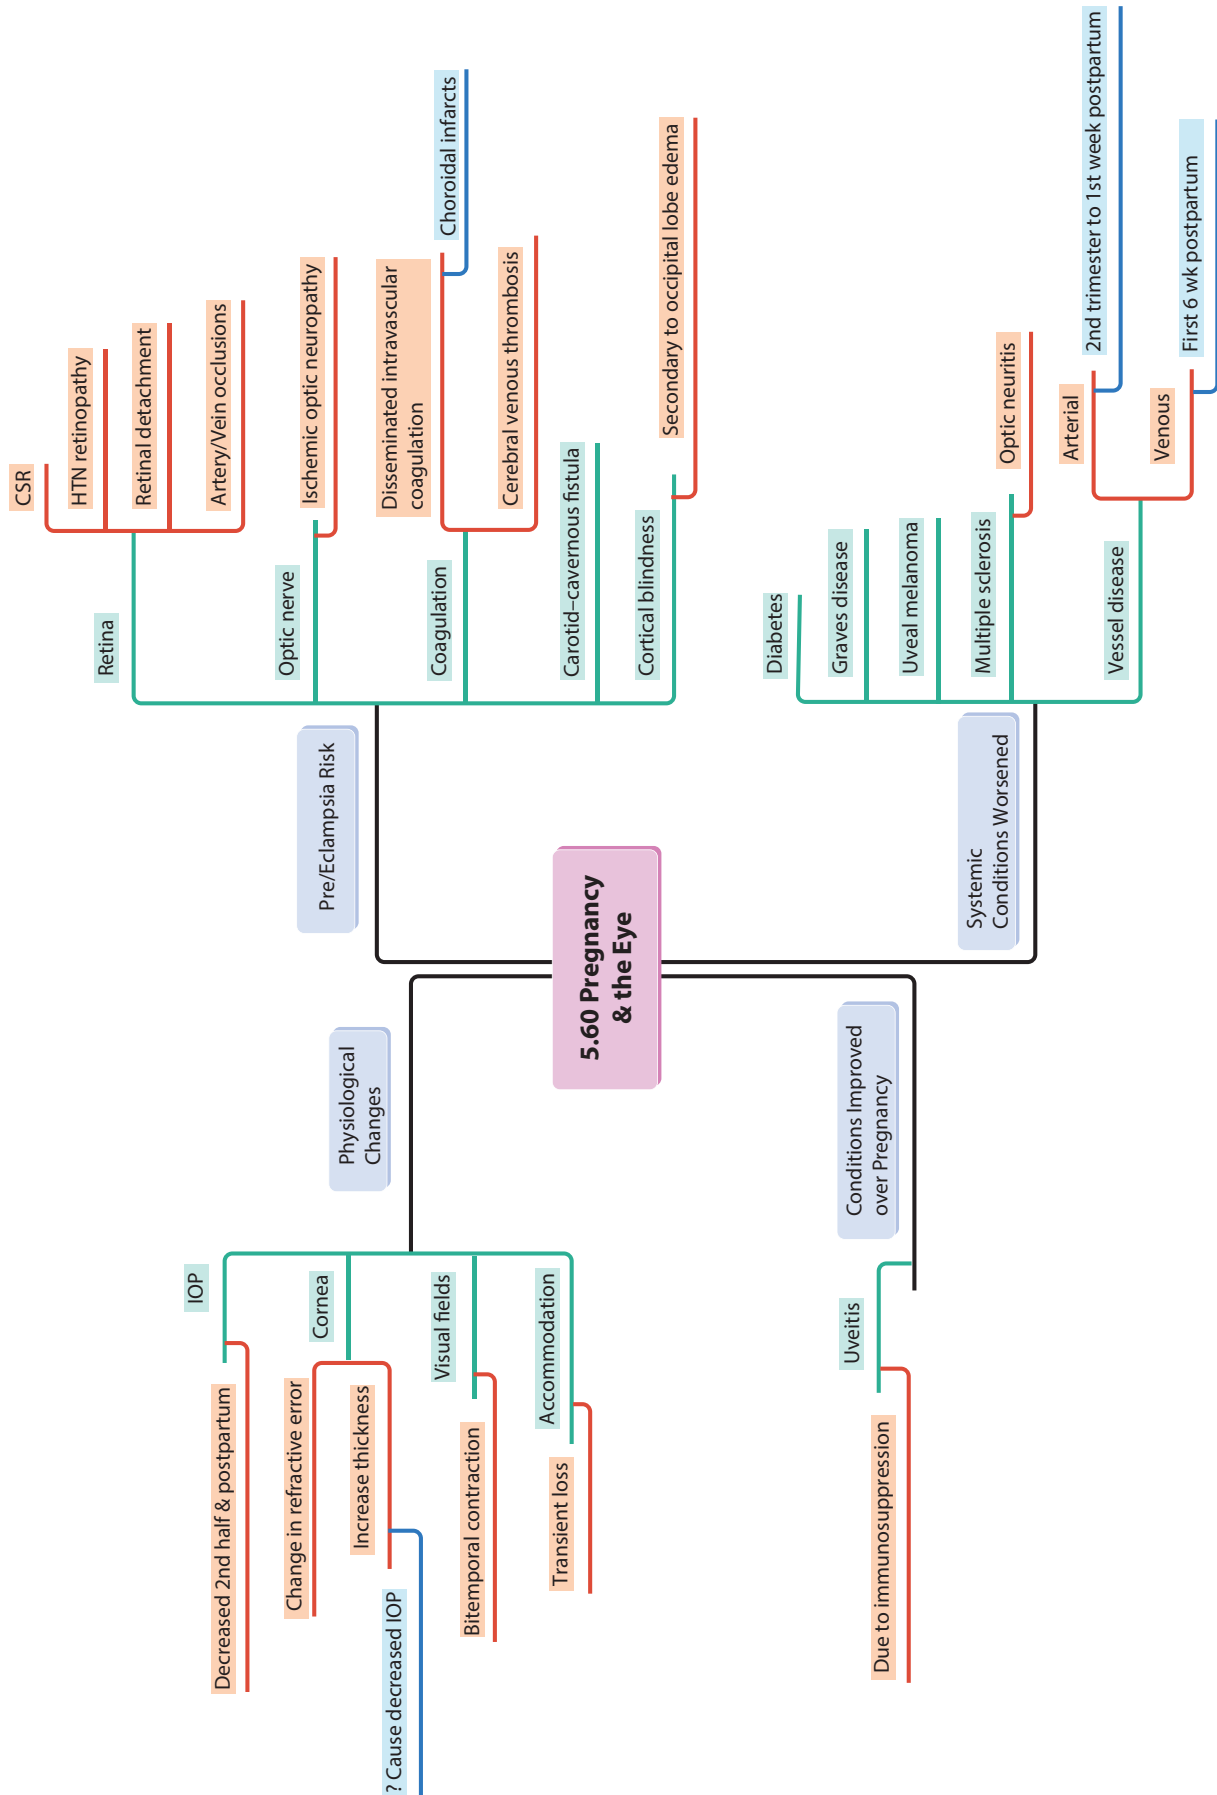 5.60 Pregnancy
& the Eye
Physiological
Changes
IOP
Decreased 2nd half & postpartum
Cornea
Change in refractive error
Increase thickness
? Cause decreased IOP
Visual fields
Bitemporal contraction
Accommodation
Transient loss
Conditions Improved
over Pregnancy
Uveitis
Due to immunosuppression
Pre/Eclampsia Risk
Retina
CSR
HTN retinopathy
Retinal detachment
Artery/Vein occlusions
Optic nerve
Ischemic optic neuropathy
Coagulation
Disseminated intravascular
coagulation
Choroidal infarcts
Cerebral venous thrombosis
Carotid–cavernous fistula
Cortical blindness
Secondary to occipital lobe edema
Systemic
Conditions Worsened
Diabetes
Graves disease
Uveal melanoma
Multiple sclerosis
Optic neuritis
Vessel disease
Arterial
2nd trimester to 1st week postpartum
Venous
First 6 wk postpartum